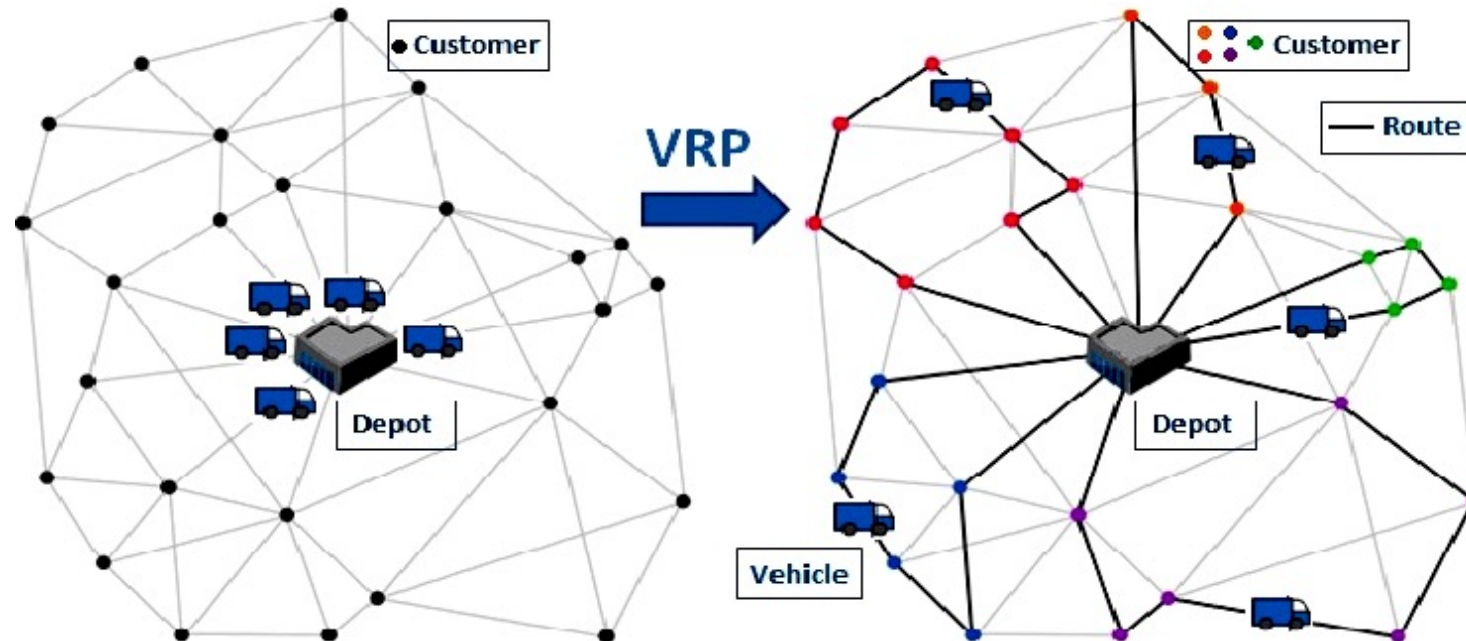 Customer
Depot
VRP
Customer
Route
Depot
Vehicle